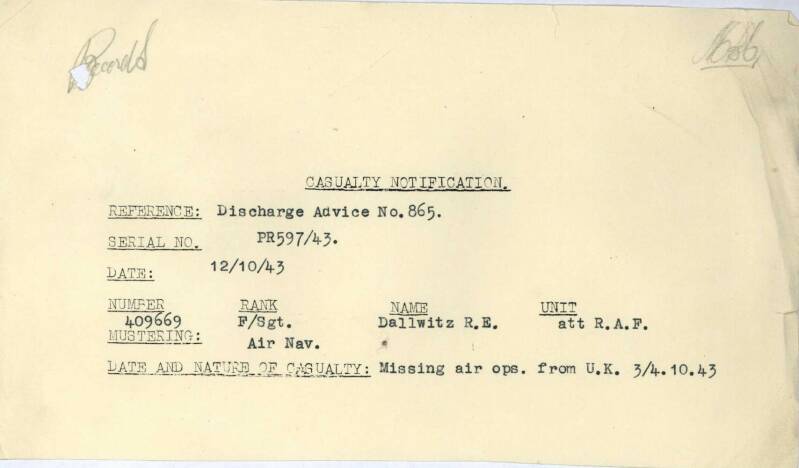 Records
CASUALTY NOTIFICATION.
REFERENCE: Discharge Advice No. 865.
SERIAL NO. PR597/43.
DATE: 12/10/43
NUMBER RANK NAME UNIT
409669 F/Sgt. Dallwitz R.E. att R.A.F.
MUSTERING: Air Nav.
DATE AND NATURE OF CASUALTY: Missing air ops. from U.K. 3/4.10.43